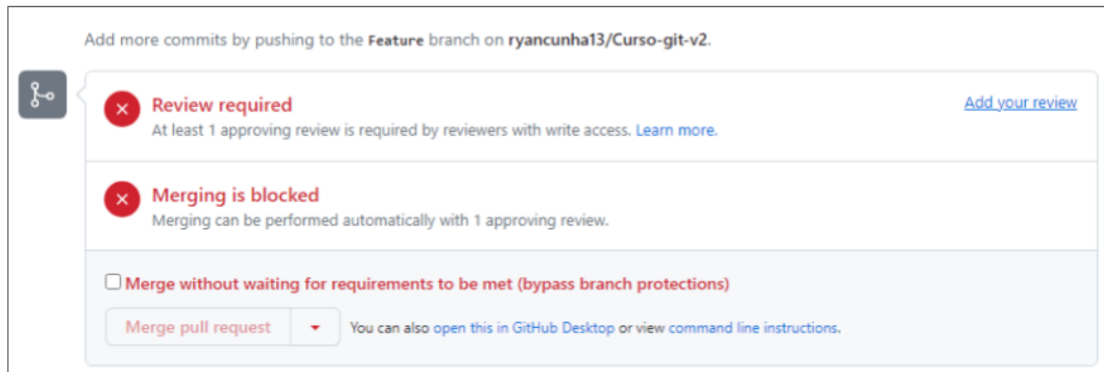 Add more commits by pushing to the Feature branch on ryancunha13/Curso-git-v2.
Review required
Add your review
At least 1 approving review is required by reviewers with write access. Learn more.
Merging is blocked
Merging can be performed automatically with 1 approving review.
Merge without waiting for requirements to be met (bypass branch protections)
Merge pull request
You can also open this in GitHub Desktop or view command line instructions.